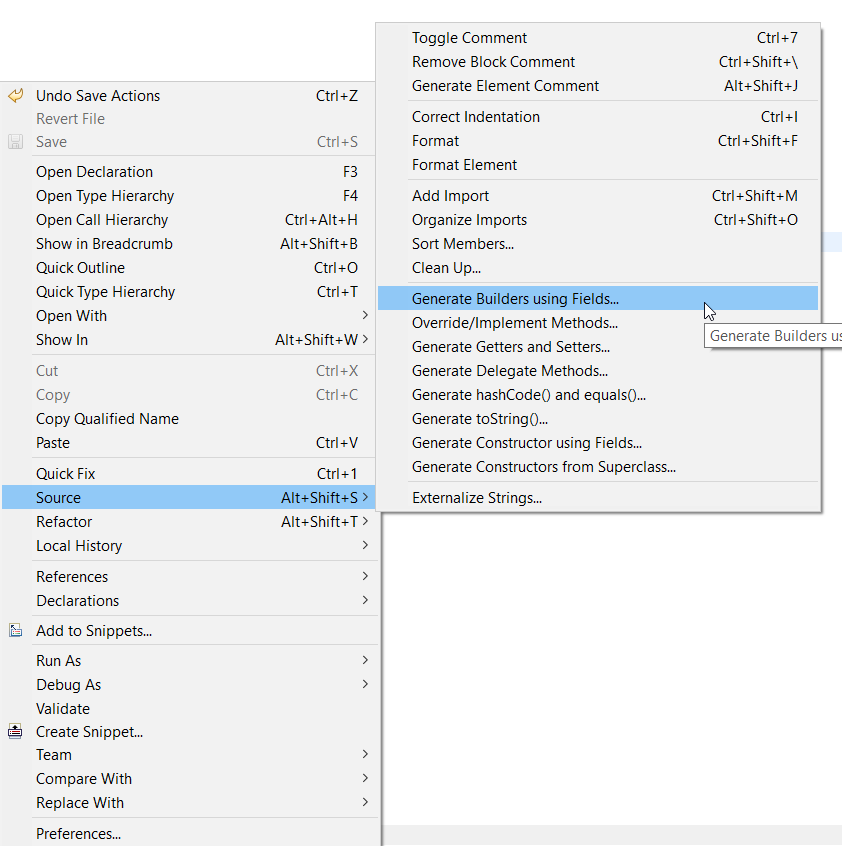 Undo Save Actions Ctrl+Z
Revert File
Save Ctrl+S
Open Declaration F3
Open Type Hierarchy F4
Open Call Hierarchy Ctrl+Alt+H
Show in Breadcrumb Alt+Shift+B
Quick Outline Ctrl+O
Quick Type Hierarchy Ctrl+T
Open With
Show In Alt+Shift+W
Cut Ctrl+X
Copy Ctrl+C
Copy Qualified Name
Paste Ctrl+V
Quick Fix Ctrl+1
Source Alt+Shift+S
Refactor Alt+Shift+T
Local History
References
Declarations
Add to Snippets...
Run As
Debug As
Validate
Create Snippet...
Team
Compare With
Replace With
Preferences...
Toggle Comment Ctrl+7
Remove Block Comment Ctrl+Shift+\
Generate Element Comment Alt+Shift+J
Correct Indentation Ctrl+I
Format Ctrl+Shift+F
Format Element
Add Import Ctrl+Shift+M
Organize Imports Ctrl+Shift+O
Sort Members...
Clean Up...
Generate Builders using Fields...
Override/Implement Methods...
Generate Getters and Setters...
Generate Delegate Methods...
Generate hashCode() and equals()...
Generate toString()...
Generate Constructor using Fields...
Generate Constructors from Superclass...
Externalize Strings...
Generate Builders us